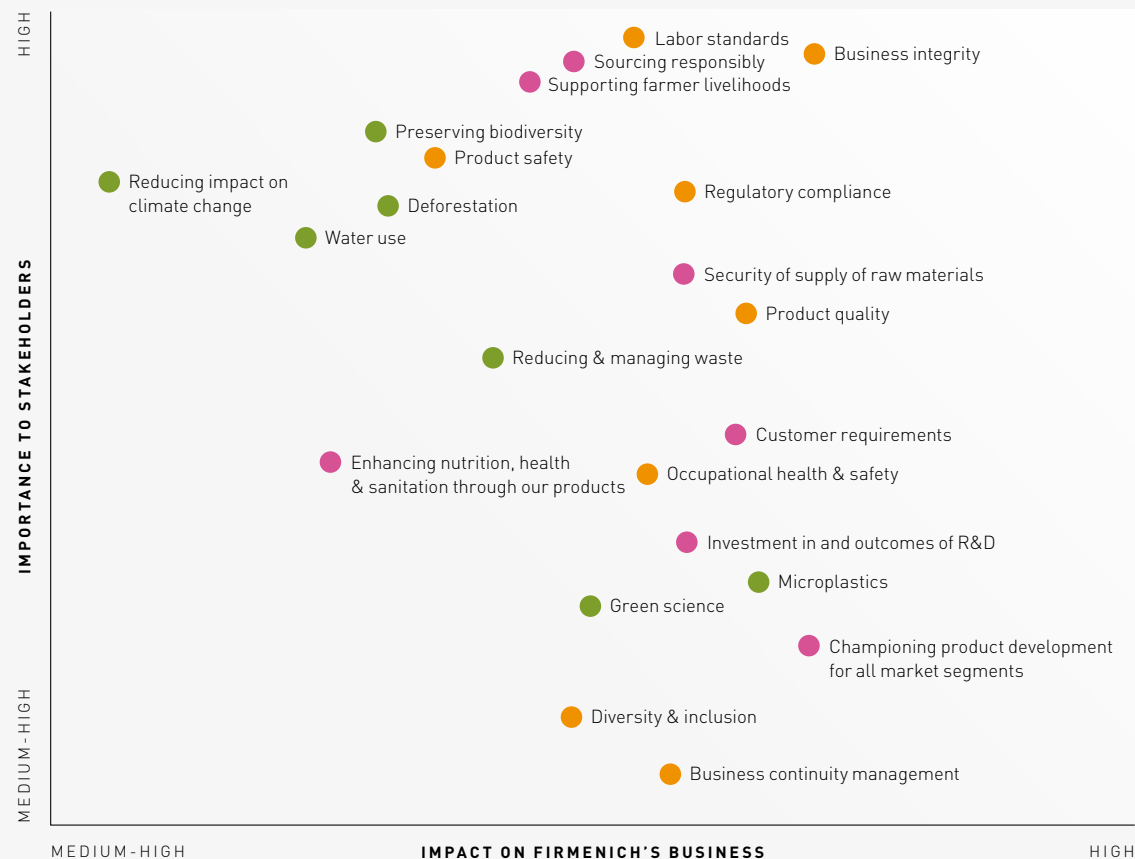 HIGH
Labor standards
Business integrity
Sourcing responsibly
Supporting farmer livelihoods
Preserving biodiversity
Product safety
Reducing impact on
climate change
Regulatory compliance
Deforestation
Water use
IMPORTANCE TO STAKEHOLDERS
Security of supply of raw materials
Product quality
Reducing & managing waste
Customer requirements
Enhancing nutrition, health
& sanitation through our products
Occupational health & safety
Investment in and outcomes of R&D
Microplastics
Green science
Championing product development
for all market segments
MEDIUM-HIGH
Diversity & inclusion
Business continuity management
MEDIUM-HIGH
IMPACT ON FIRMENICH'S BUSINESS
HIGH